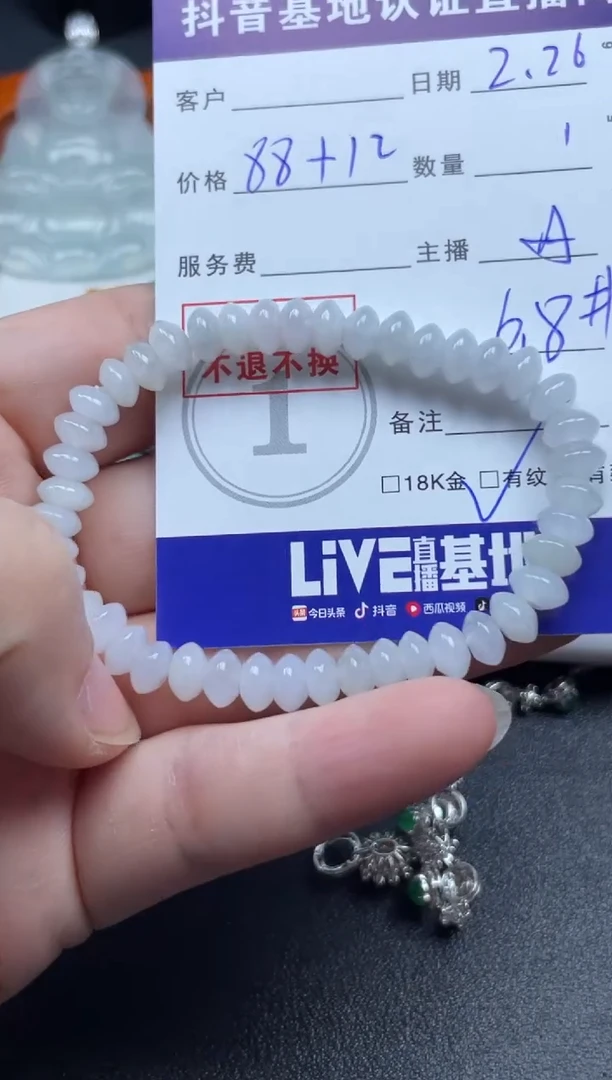 抖音基地认证直播间
客户 日期 2.26
价格 88+12 数量 1
服务费 主播 A
6.8#
不退不换
1
备注
□18K金 □有纹
LiVE直播基地
今日头条 抖音 西瓜视频